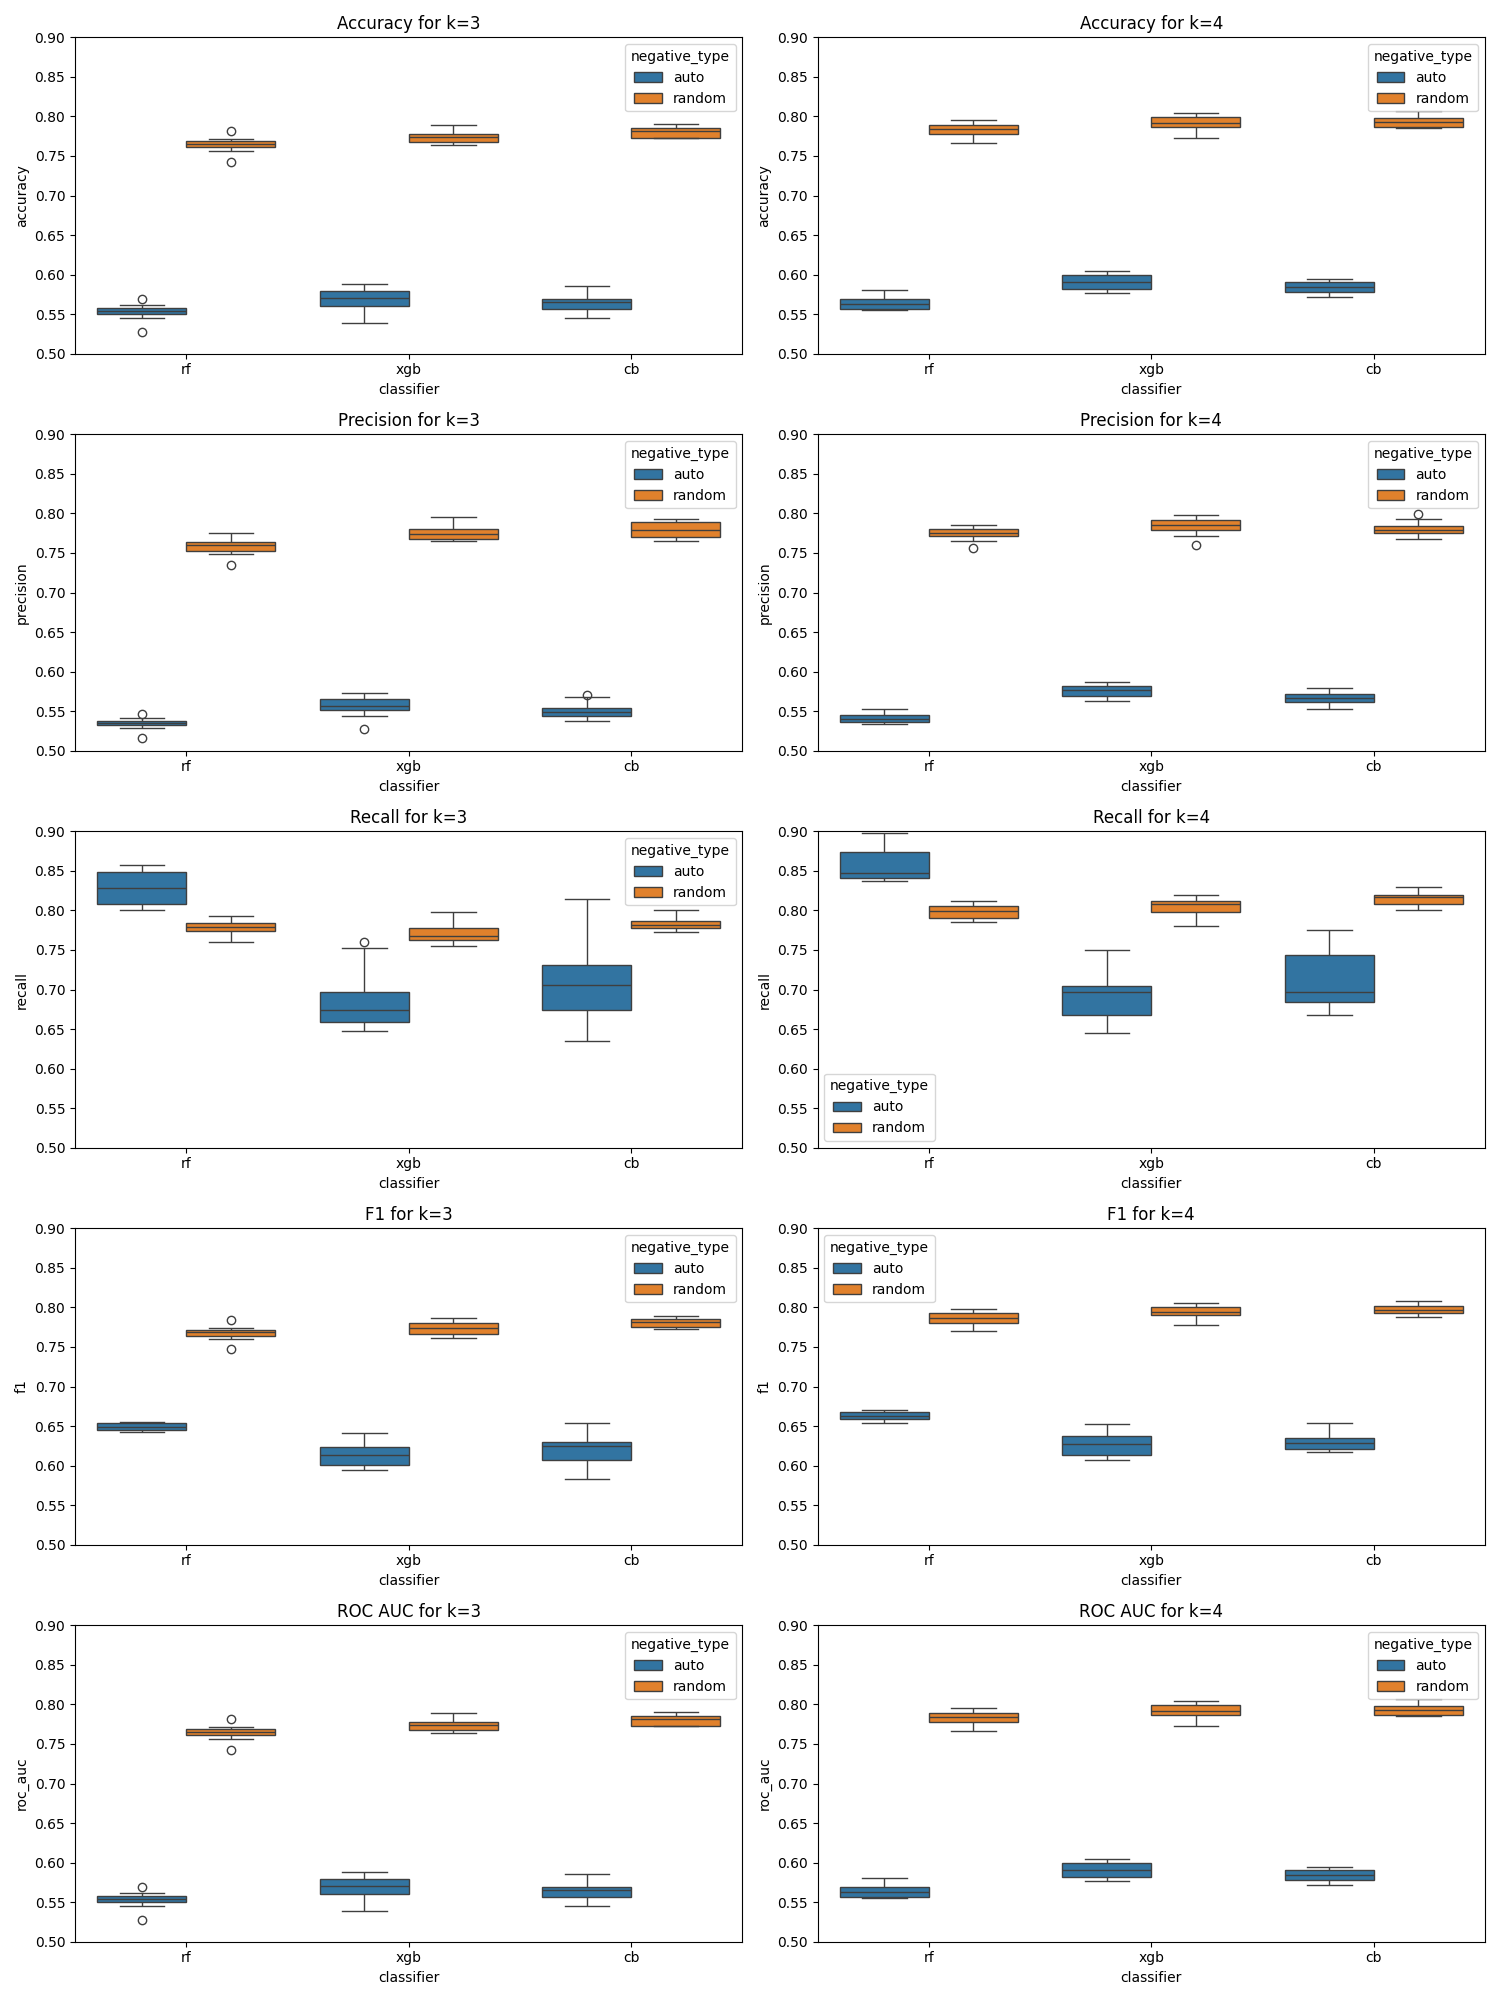 Accuracy for k=3
accuracy
0.90
0.85
0.80
0.75
0.70
0.65
0.60
0.55
0.50
negative_type
auto
random
rf
xgb
cb
classifier
Accuracy for k=4
accuracy
0.90
0.85
0.80
0.75
0.70
0.65
0.60
0.55
0.50
negative_type
auto
random
rf
xgb
cb
classifier
Precision for k=3
precision
0.90
0.85
0.80
0.75
0.70
0.65
0.60
0.55
0.50
negative_type
auto
random
rf
xgb
cb
classifier
Precision for k=4
precision
0.90
0.85
0.80
0.75
0.70
0.65
0.60
0.55
0.50
negative_type
auto
random
rf
xgb
cb
classifier
Recall for k=3
recall
0.90
0.85
0.80
0.75
0.70
0.65
0.60
0.55
0.50
negative_type
auto
random
rf
xgb
cb
classifier
Recall for k=4
recall
0.90
0.85
0.80
0.75
0.70
0.65
0.60
0.55
0.50
negative_type
auto
random
rf
xgb
cb
classifier
F1 for k=3
f1
0.90
0.85
0.80
0.75
0.70
0.65
0.60
0.55
0.50
negative_type
auto
random
rf
xgb
cb
classifier
F1 for k=4
f1
0.90
0.85
0.80
0.75
0.70
0.65
0.60
0.55
0.50
negative_type
auto
random
rf
xgb
cb
classifier
ROC AUC for k=3
roc_auc
0.90
0.85
0.80
0.75
0.70
0.65
0.60
0.55
0.50
negative_type
auto
random
rf
xgb
cb
classifier
ROC AUC for k=4
roc_auc
0.90
0.85
0.80
0.75
0.70
0.65
0.60
0.55
0.50
negative_type
auto
random
rf
xgb
cb
classifier